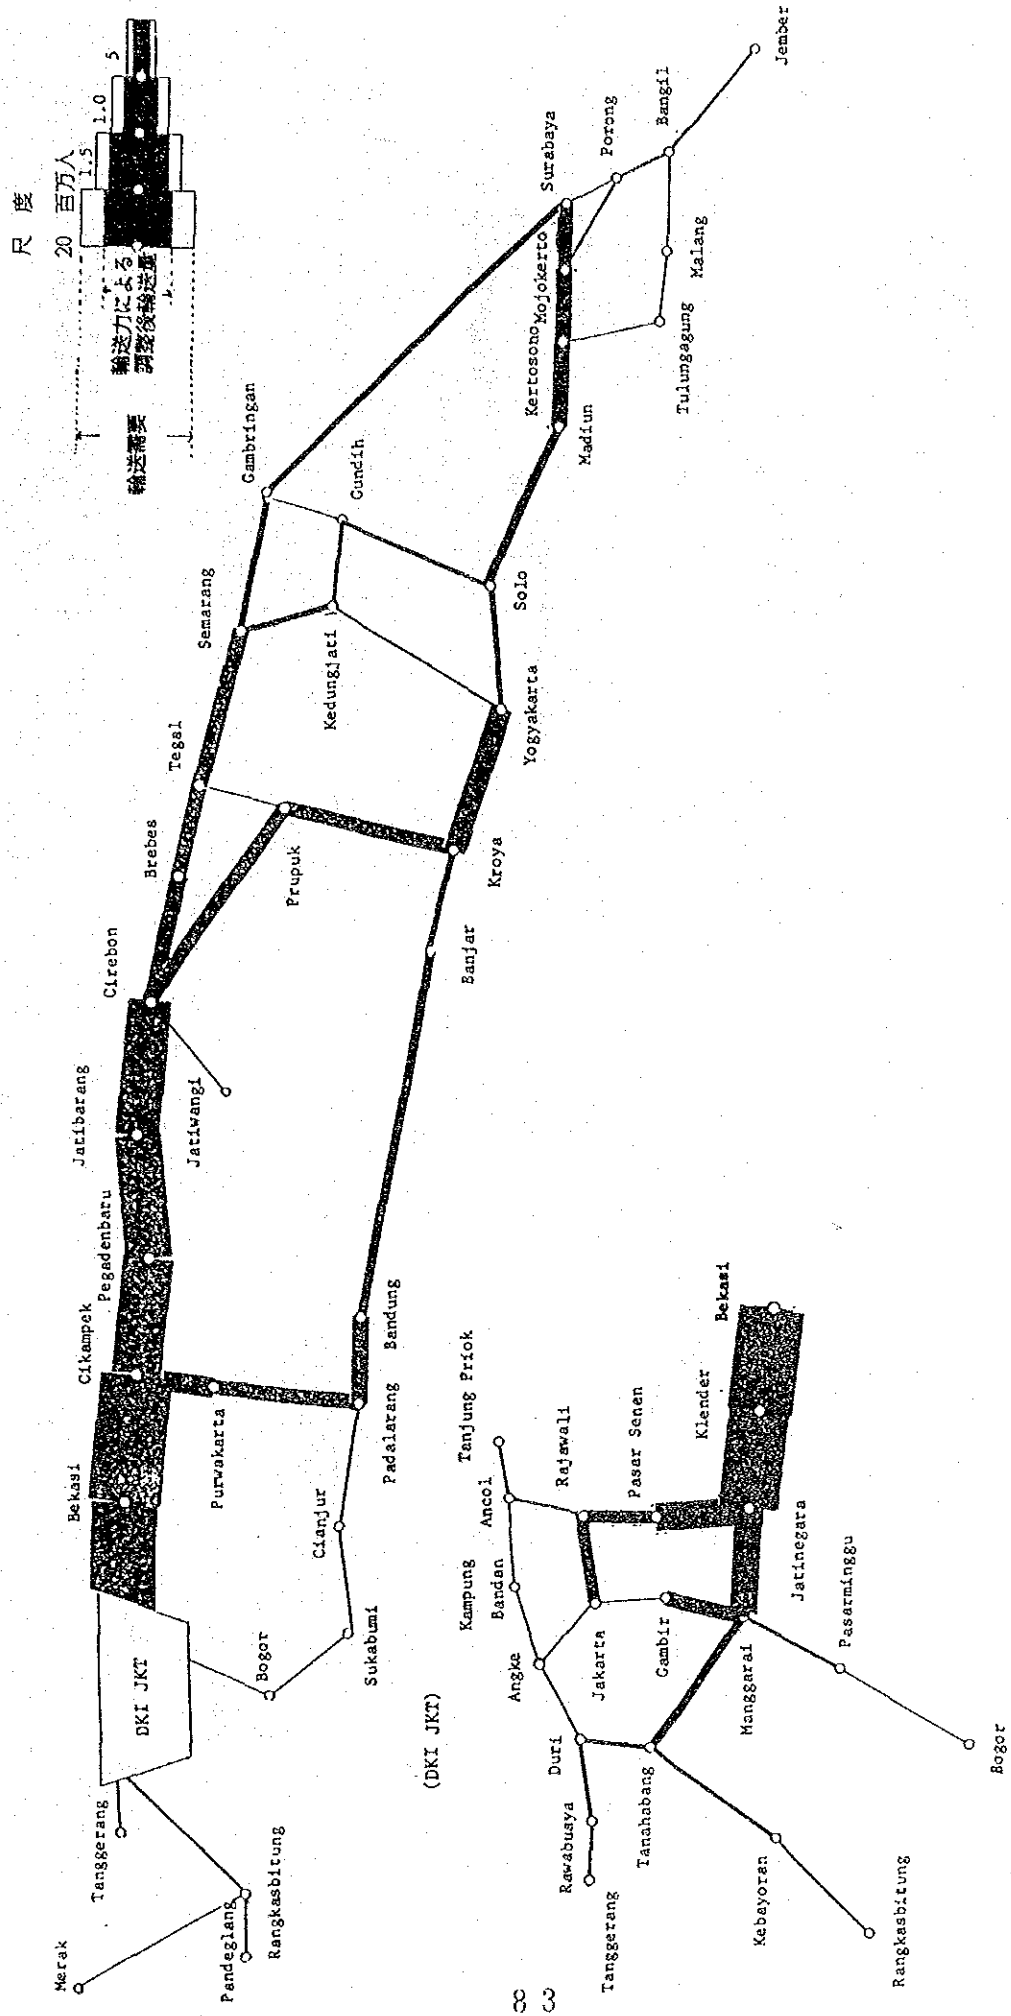 尺 度
20 百万人
1.5
1.0
5
輸送需要
輸送力による
調整後輸送量
Merak
Tanggerang
Pandeglang
Rangkasbitung
DKI JKT
Bogor
Sukabumi
Cianjur
Bekasi
Cikampek
Purwakarta
Padalarang
Bandung
Pegadenbaru
Jatibarang
Jatiwangi
Cirebon
Brebes
Tegal
Prupuk
Banjar
Kroya
Yogyakarta
Semarang
Kedungjati
Gambringan
Gundih
Solo
Madiun
Kertosono
Mojokerto
Surabaya
Porong
Bangil
Jember
Malang
Tulungagung
(DKI JKT)
Tanggerang
Rawabuaya
Duri
Angke
Kampung
Bandan
Ancol
Tanjung Priok
Rajawali
Jakarta
Pasar Senen
Gambir
Klender
Bekasi
Jatinegara
Manggarai
Pasarminggu
Bogor
Tanahabang
Kebayoran
Rangkasbitung
83